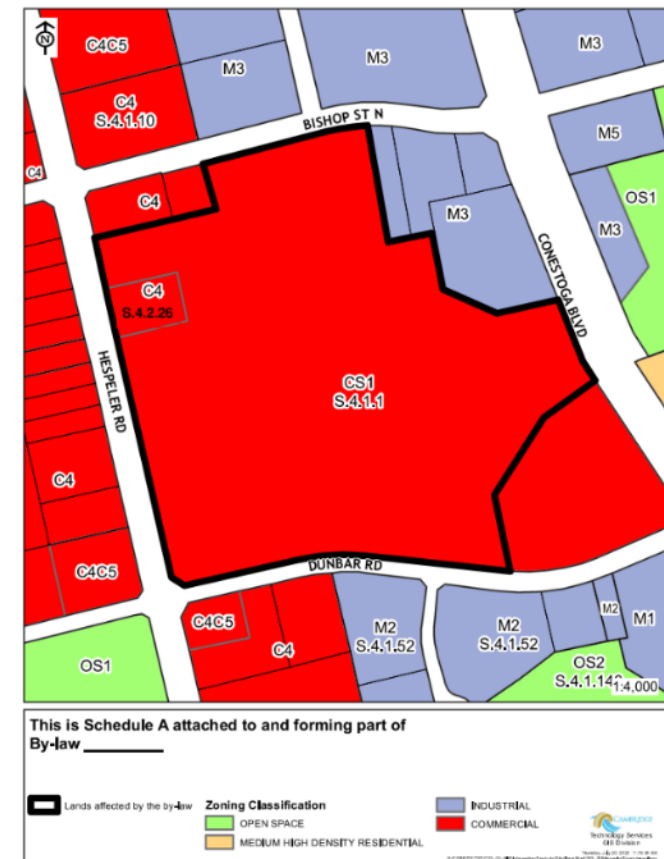 N
C4C5
M3
M3
M3
C4
S.4.1.10
BISHOP ST N
M5
C4
C4
OS1
M3
M3
CONESTOGA BLVD
C4
S.4.2.26
HESPELER RD
CS1
S.4.1.1
C4
DUNBAR RD
C4C5
C4C5
C4
M2
S.4.1.52
M2
S.4.1.52
M2
M1
OS1
OS2
1:4,000
This is Schedule A attached to and forming part of
By-law ________
Lands affected by the by-law
Zoning Classification
OPEN SPACE
MEDIUM HIGH DENSITY RESIDENTIAL
INDUSTRIAL
COMMERCIAL
CAMBRIDGE
Technology Services
GIS Division